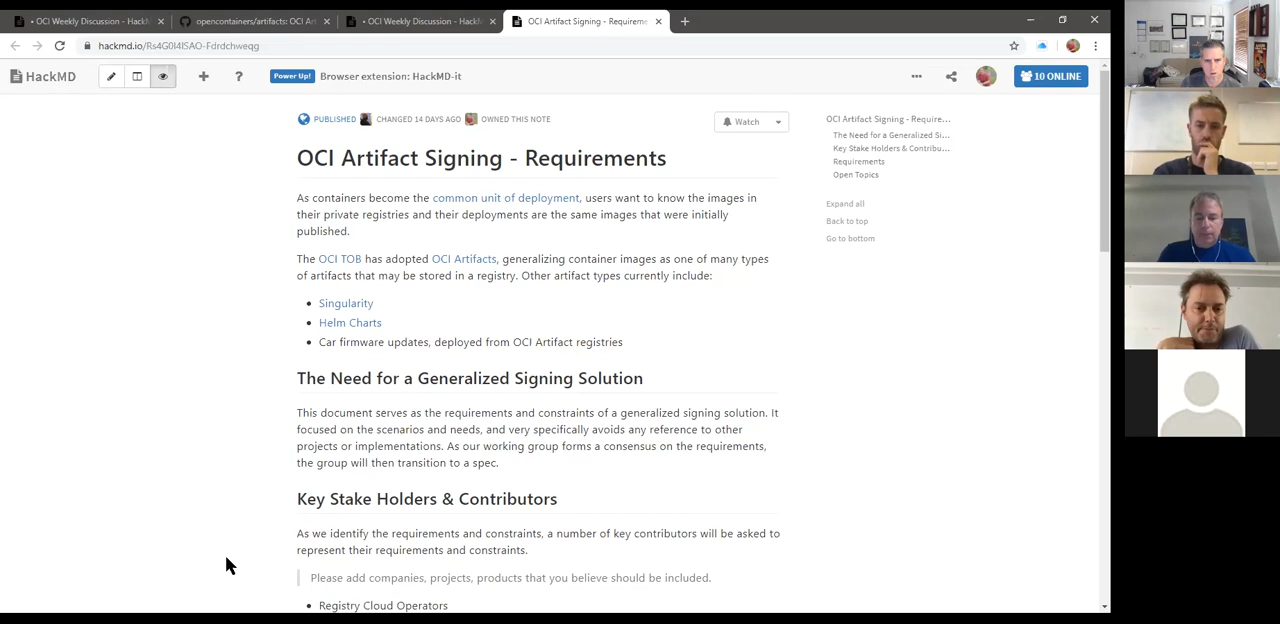 • OCI Weekly Discussion - HackM
opencontainers/artifacts: OCI Art
• OCI Weekly Discussion - HackM
OCI Artifact Signing - Requireme
hackmd.io/Rs4G0I4ISAO-Fdrdchweqg
HackMD
?
Power Up!
Browser extension: HackMD-it
10 ONLINE
PUBLISHED
CHANGED 14 DAYS AGO
OWNED THIS NOTE
Watch
OCI Artifact Signing - Requirements
As containers become the common unit of deployment, users want to know the images in
their private registries and their deployments are the same images that were initially
published.
The OCI TOB has adopted OCI Artifacts, generalizing container images as one of many types
of artifacts that may be stored in a registry. Other artifact types currently include:
• Singularity
• Helm Charts
• Car firmware updates, deployed from OCI Artifact registries
The Need for a Generalized Signing Solution
This document serves as the requirements and constraints of a generalized signing solution. It
focused on the scenarios and needs, and very specifically avoids any reference to other
projects or implementations. As our working group forms a consensus on the requirements,
the group will then transition to a spec.
Key Stake Holders & Contributors
As we identify the requirements and constraints, a number of key contributors will be asked to
represent their requirements and constraints.
Please add companies, projects, products that you believe should be included.
• Registry Cloud Operators
OCI Artifact Signing - Require...
The Need for a Generalized Si...
Key Stake Holders & Contribu...
Requirements
Open Topics
Expand all
Back to top
Go to bottom